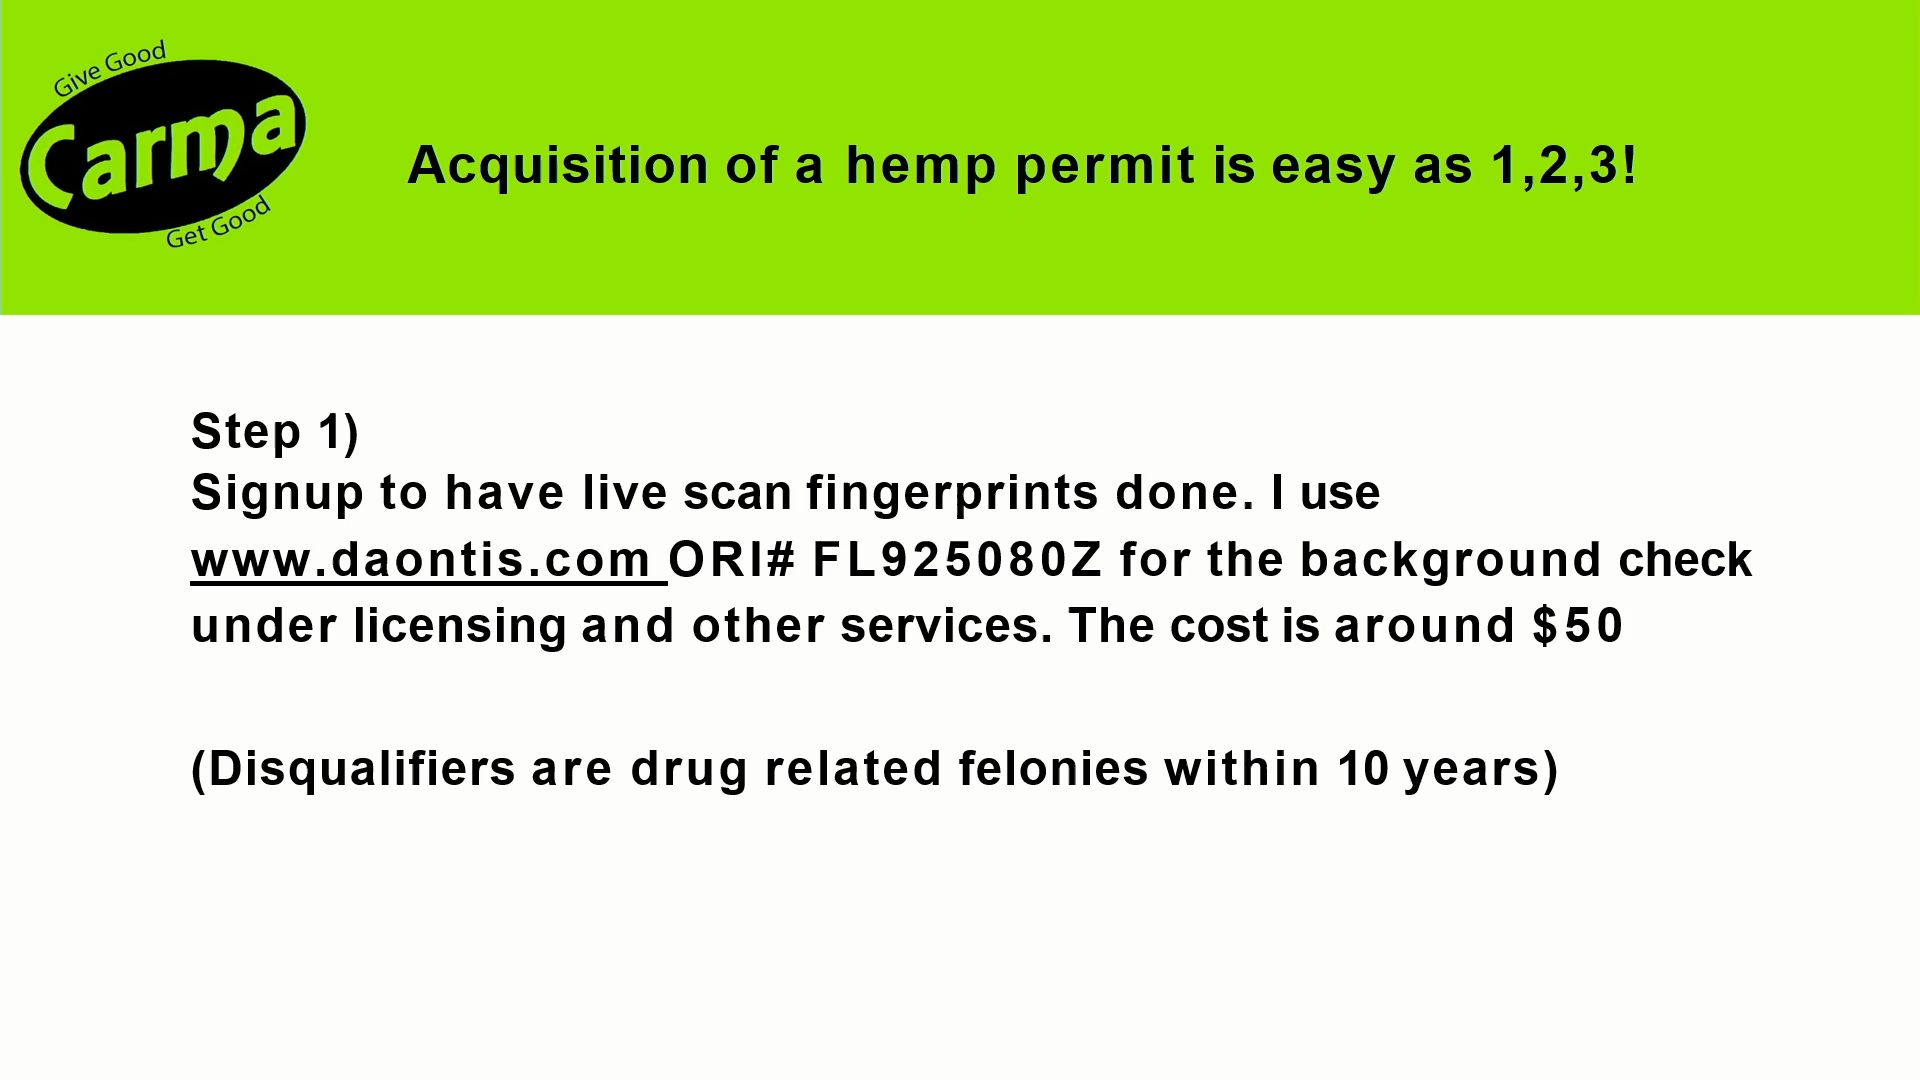 Give Good
Carma
Get Good
Acquisition of a hemp permit is easy as 1,2,3!
Step 1)
Signup to have live scan fingerprints done. I use
www.daontis.com ORI# FL925080Z for the background check
under licensing and other services. The cost is around $50
(Disqualifiers are drug related felonies within 10 years)